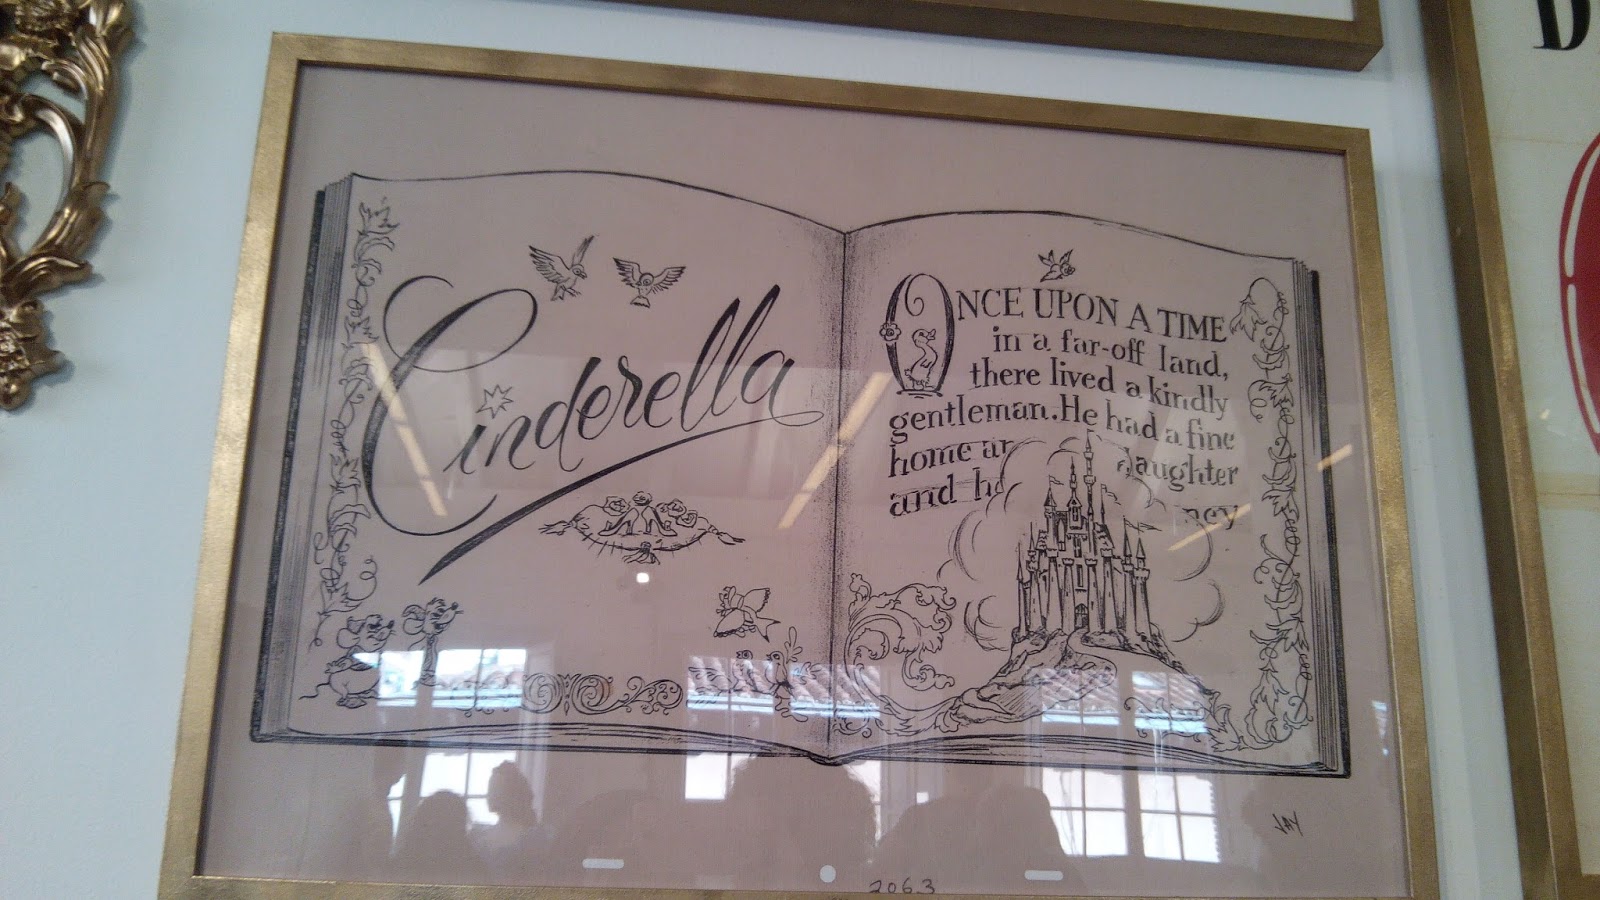 Cinderella
ONCE UPON A TIME
in a far-off land,
there lived a kindly
gentleman. He had a fine
home daughter
and
2063
D